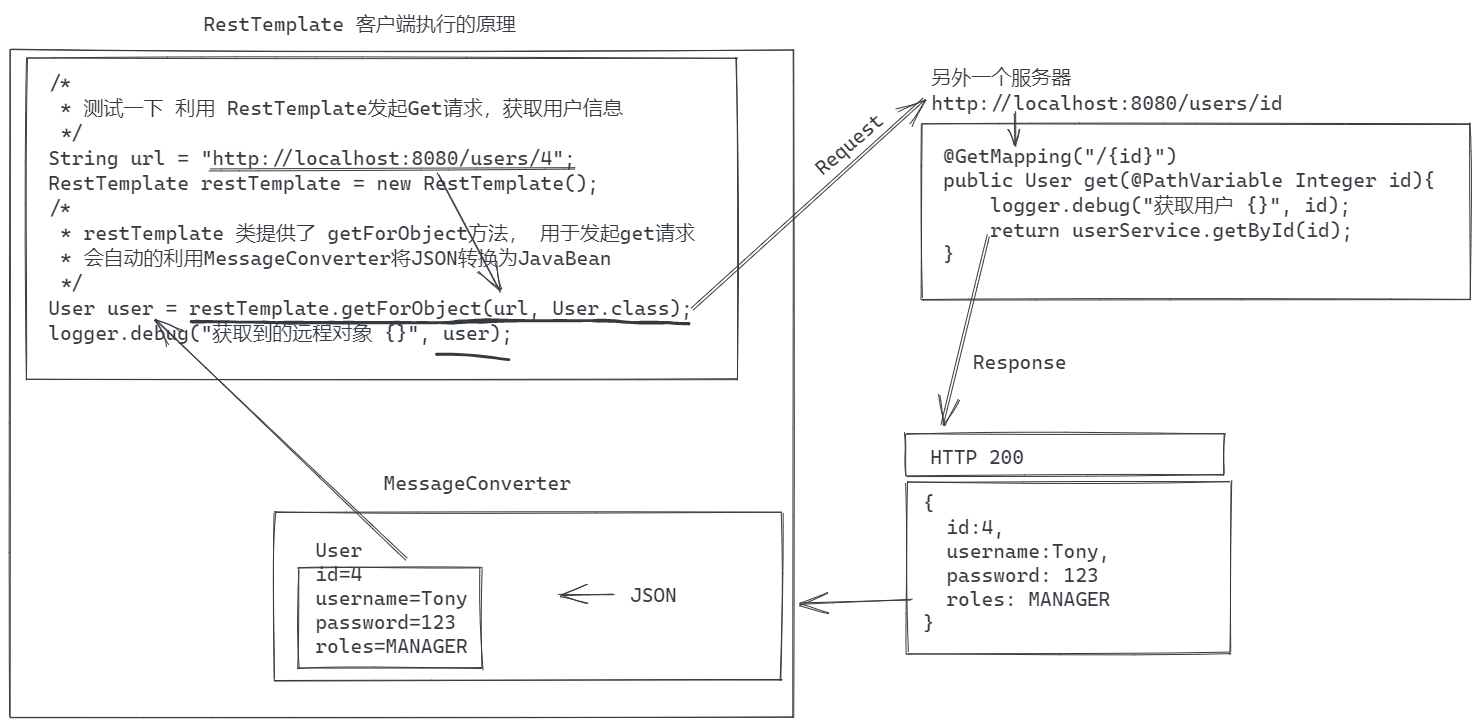 RestTemplate 客户端执行的原理
/*
* 测试一下 利用 RestTemplate发起Get请求，获取用户信息
*/
String url = "http://localhost:8080/users/4";
RestTemplate restTemplate = new RestTemplate();
/*
* restTemplate 类提供了 getForObject方法， 用于发起get请求
* 会自动的利用MessageConverter将JSON转换为JavaBean
*/
User user = restTemplate.getForObject(url, User.class);
logger.debug("获取到的远程对象 {}", user);
Request
另外一个服务器
http://localhost:8080/users/id
@GetMapping("/{id}")
public User get(@PathVariable Integer id){
logger.debug("获取用户 {}", id);
return userService.getById(id);
}
Response
HTTP 200
{
id:4,
username:Tony,
password: 123
roles: MANAGER
}
MessageConverter
JSON
User
id=4
username=Tony
password=123
roles=MANAGER